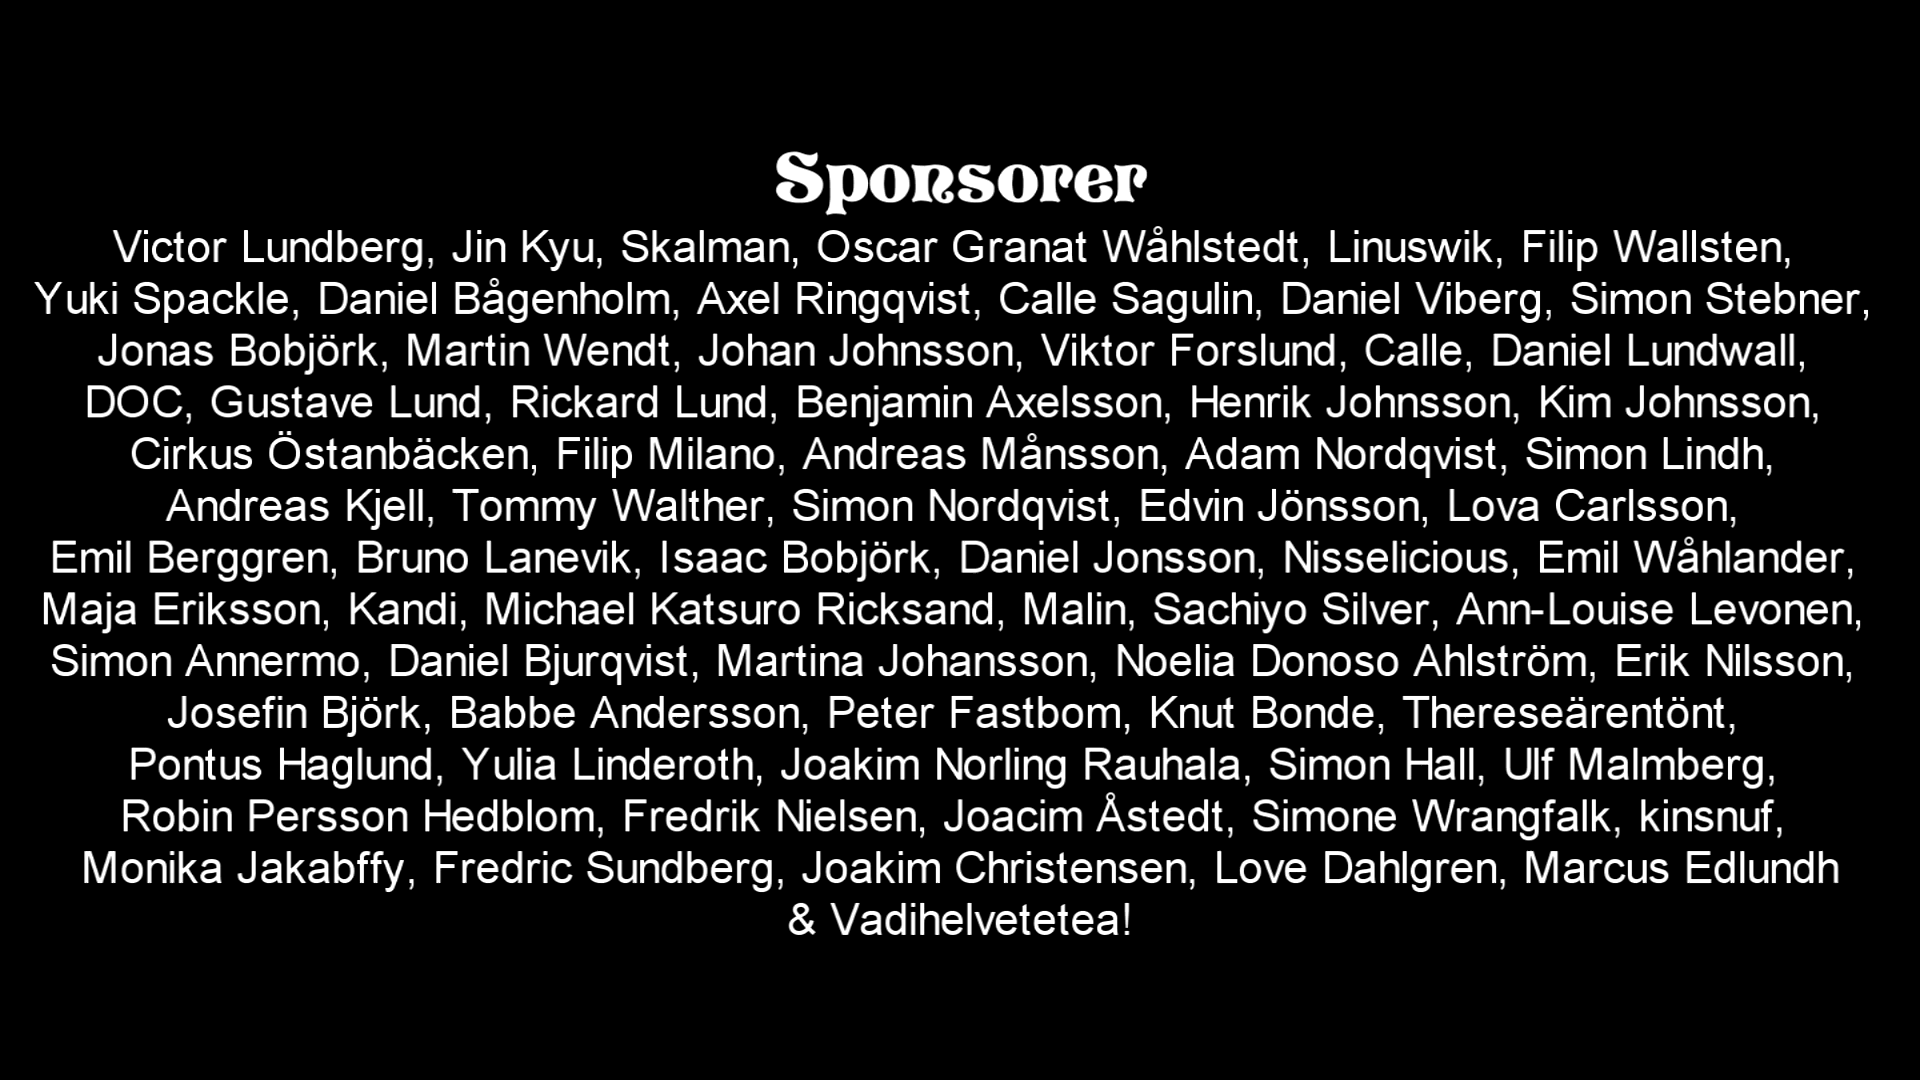 Sponsorer
Victor Lundberg, Jin Kyu, Skalman, Oscar Granat Wåhlstedt, Linuswik, Filip Wallsten,
Yuki Spackle, Daniel Bågenholm, Axel Ringqvist, Calle Sagulin, Daniel Viberg, Simon Stebner,
Jonas Bobjörk, Martin Wendt, Johan Johnsson, Viktor Forslund, Calle, Daniel Lundwall,
DOC, Gustave Lund, Rickard Lund, Benjamin Axelsson, Henrik Johnsson, Kim Johnsson,
Cirkus Östanbäcken, Filip Milano, Andreas Månsson, Adam Nordqvist, Simon Lindh,
Andreas Kjell, Tommy Walther, Simon Nordqvist, Edvin Jönsson, Lova Carlsson,
Emil Berggren, Bruno Lanevik, Isaac Bobjörk, Daniel Jonsson, Nisselicious, Emil Wåhlander,
Maja Eriksson, Kandi, Michael Katsuro Ricksand, Malin, Sachiyo Silver, Ann-Louise Levonen,
Simon Annermo, Daniel Bjurqvist, Martina Johansson, Noelia Donoso Ahlström, Erik Nilsson,
Josefin Björk, Babbe Andersson, Peter Fastbom, Knut Bonde, Thereseärentönt,
Pontus Haglund, Yulia Linderoth, Joakim Norling Rauhala, Simon Hall, Ulf Malmberg,
Robin Persson Hedblom, Fredrik Nielsen, Joacim Åstedt, Simone Wrangfalk, kinsnuf,
Monika Jakabffy, Fredric Sundberg, Joakim Christensen, Love Dahlgren, Marcus Edlundh
& Vadihelvetetea!